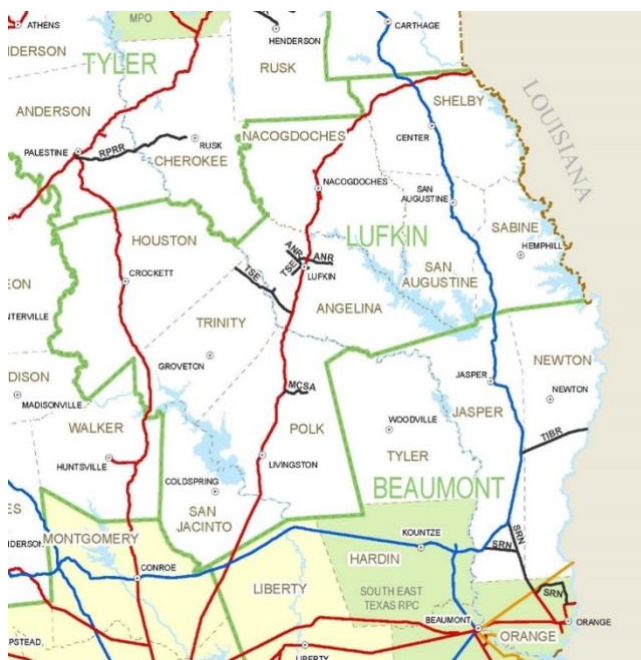 ATHENS
MPO
HENDERSON
CARTHAGE
DERSON
TYLER
RUSK
LOUISIANA
ANDERSON
SHELBY
NACOGDOCHES
CENTER
PALESTINE
RPRR
RUSK
CHEROKEE
NACOGDOCHES
SAN
AUGUSTINE
HOUSTON
LUFKIN
SABINE
HEMPHILL
ANR
ANR
TSE
LUFKIN
TSE
CROCKETT
SAN
AUGUSTINE
EON
ANGELINA
NTERVILLE
TRINITY
GROVETON
NEWTON
DISON
JASPER
MCSA
NEWTON
MADISONVILLE
JASPER
WALKER
POLK
WOODVILLE
TIBR
TYLER
HUNTSVILLE
LIVINGSTON
COLDSPRING
BEAUMONT
SAN
JACINTO
ES
SRN
KOUNTZE
DERSON
MONTGOMERY
SRN
HARDIN
CONROE
LIBERTY
SOUTH EAST
TEXAS RPC
SRN
BEAUMONT
ORANGE
PSTEAD
ORANGE
LIBERTY